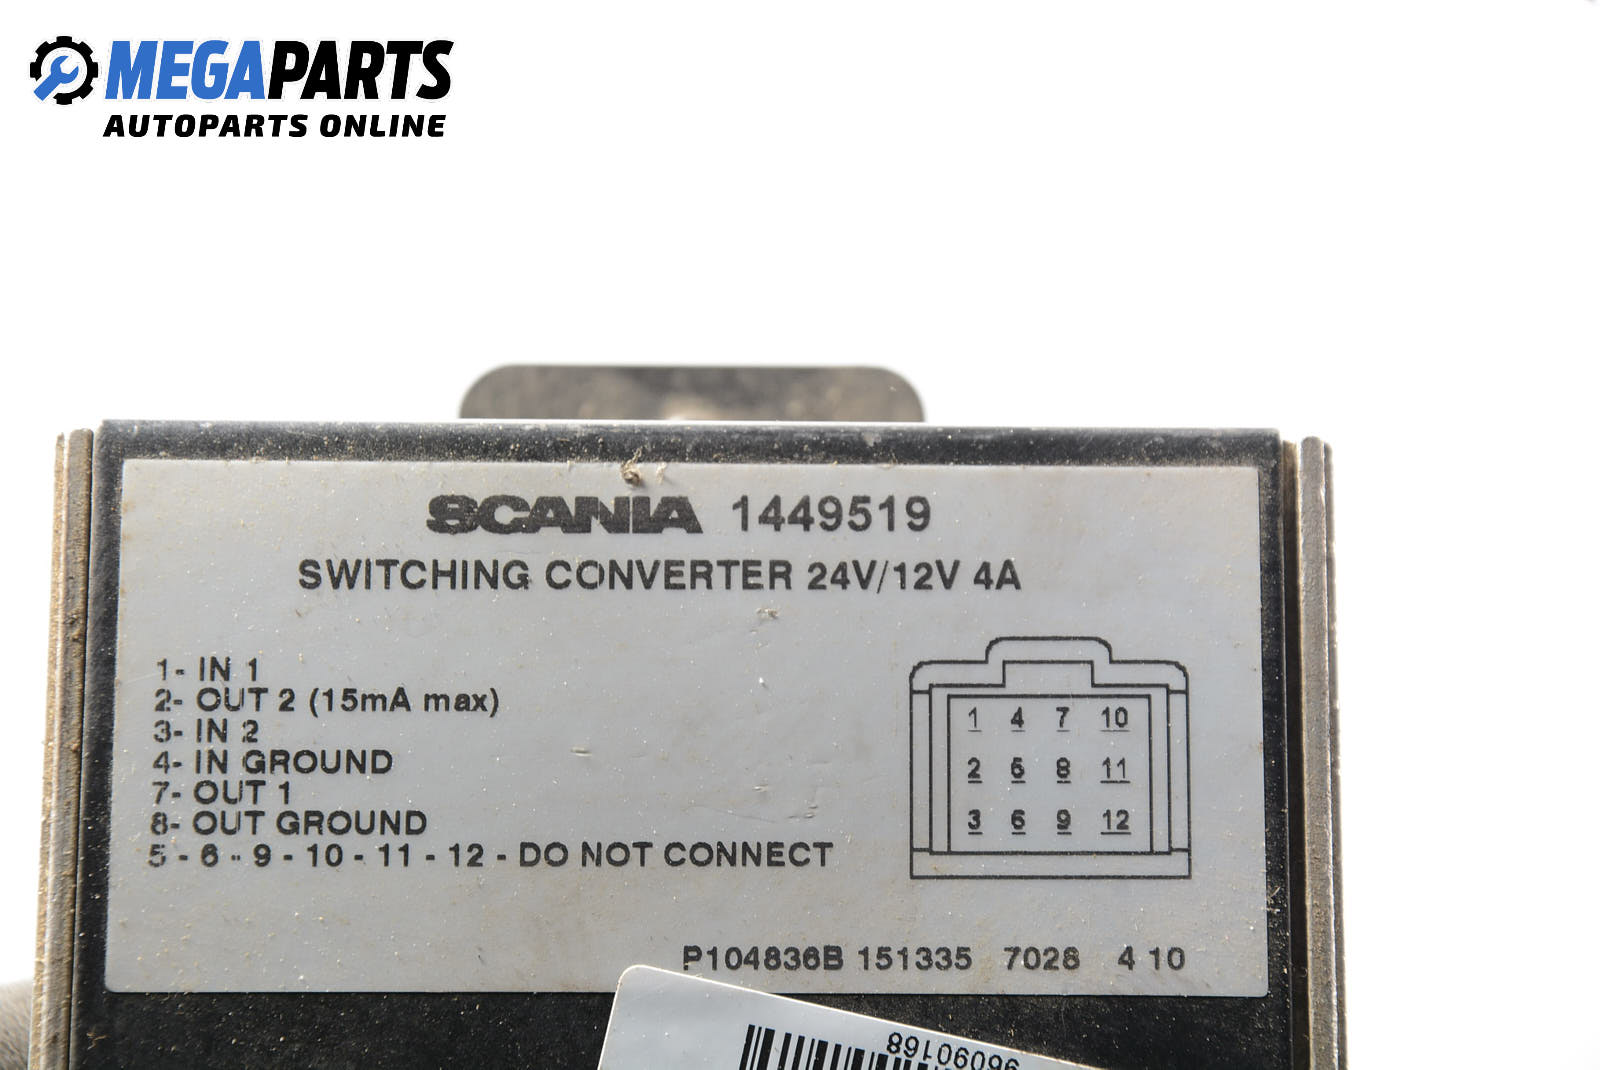 MEGAPARTS
AUTOPARTS ONLINE
SCANIA 1449519
SWITCHING CONVERTER 24V/12V 4A
1- IN 1
2- OUT 2 (15mA max)
3- IN 2
4- IN GROUND
7- OUT 1
8- OUT GROUND
5 - 6 - 9 - 10 - 11 - 12 - DO NOT CONNECT
1 4 7 10
2 5 8 11
3 6 9 12
P104836B 151335 7028 4 10
96090168